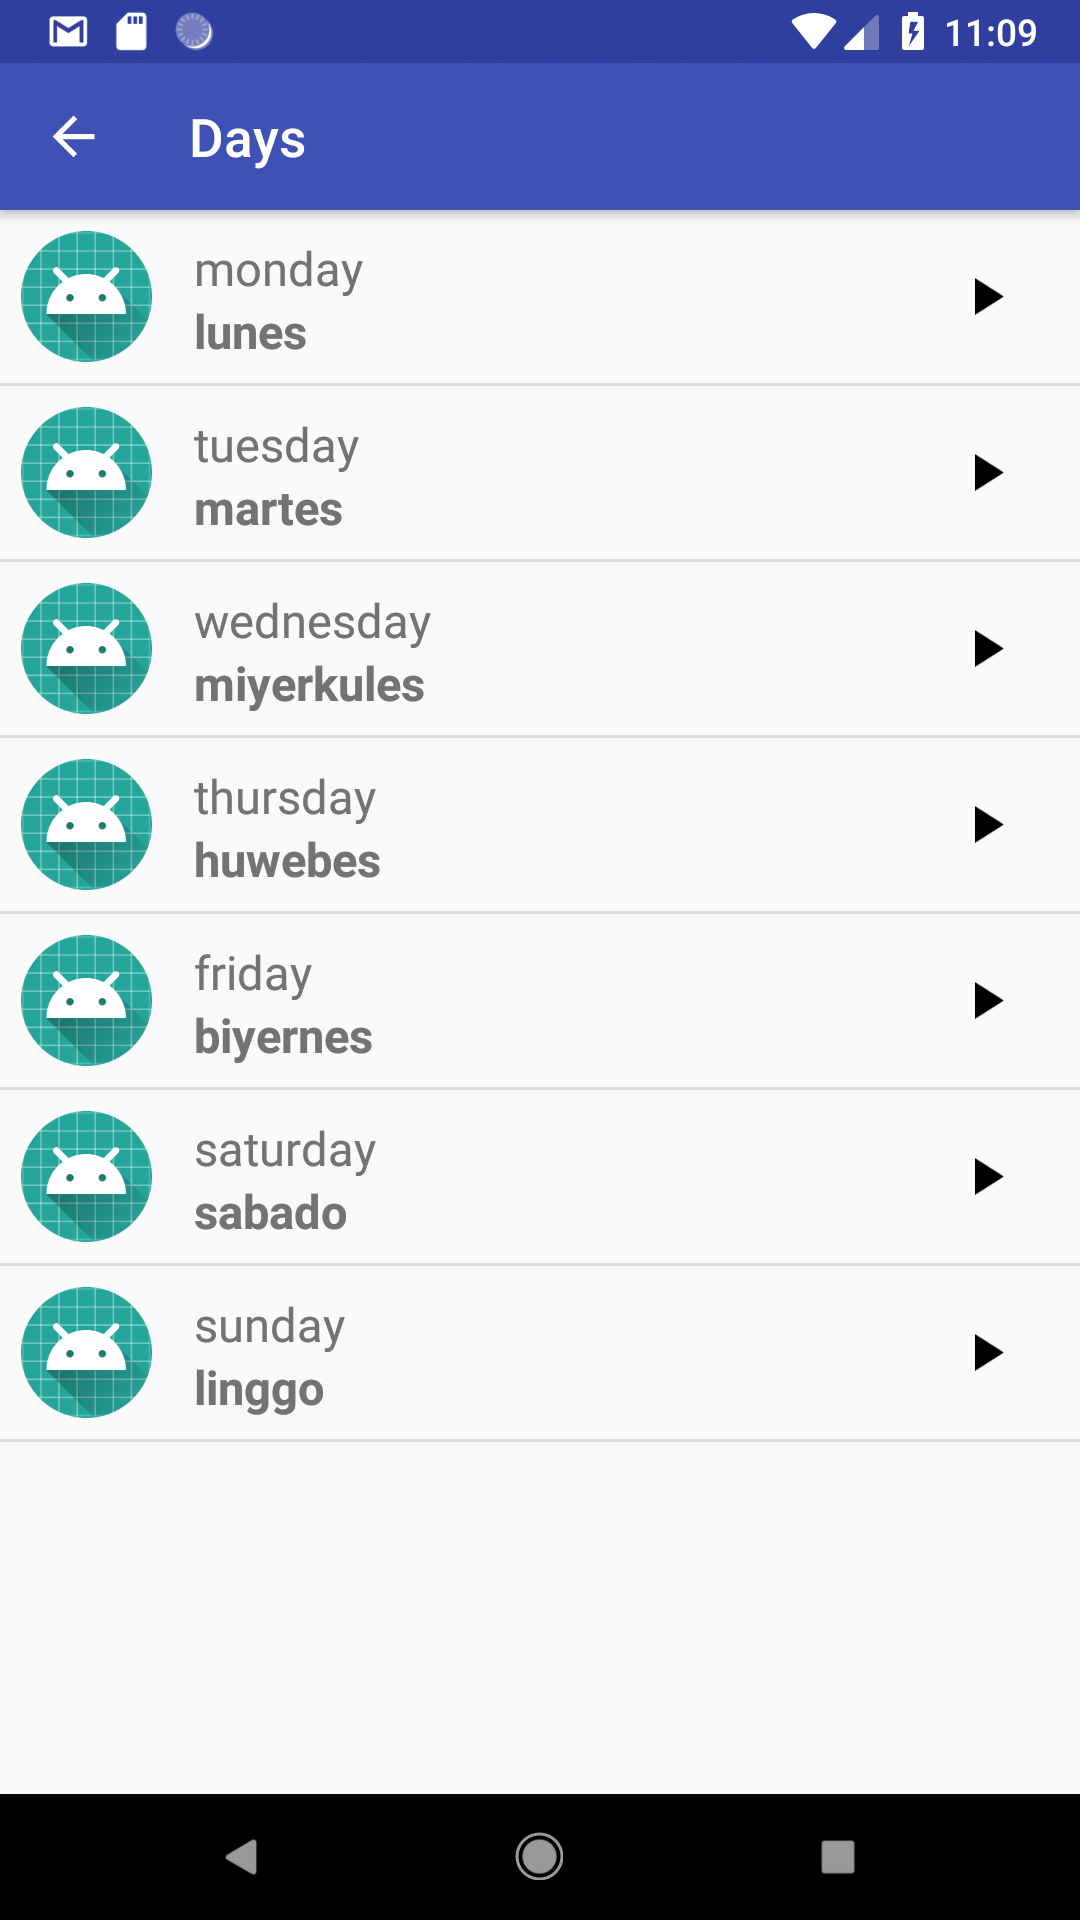 11:09
Days
monday
lunes
tuesday
martes
wednesday
miyerkules
thursday
huwebes
friday
biyernes
saturday
sabado
sunday
linggo